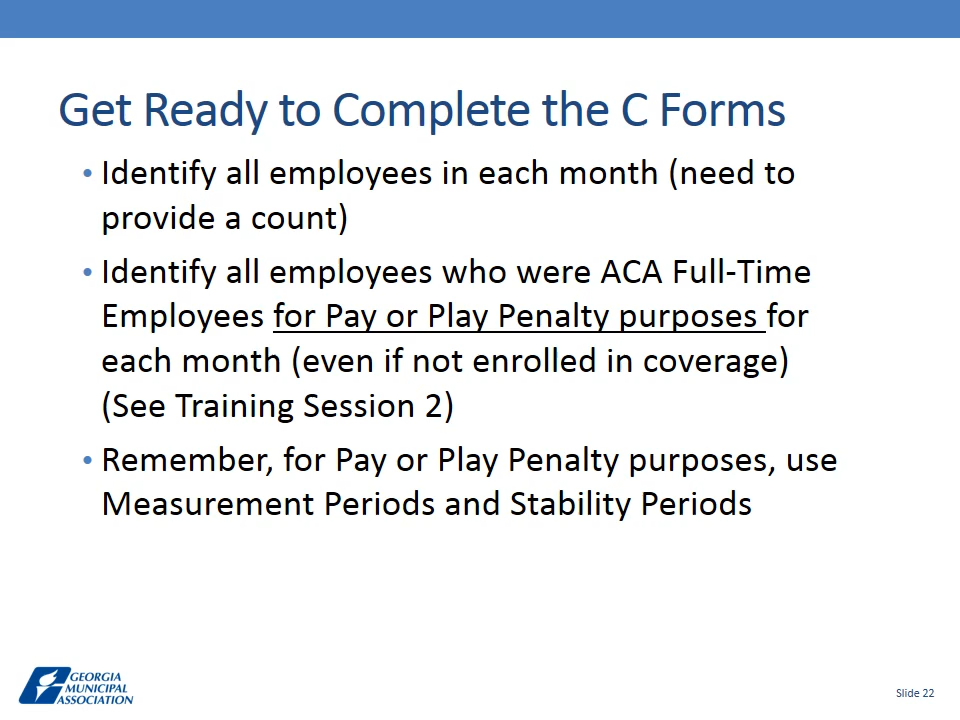 Get Ready to Complete the C Forms
• Identify all employees in each month (need to
provide a count)
• Identify all employees who were ACA Full-Time
Employees for Pay or Play Penalty purposes for
each month (even if not enrolled in coverage)
(See Training Session 2)
• Remember, for Pay or Play Penalty purposes, use
Measurement Periods and Stability Periods
GEORGIA
MUNICIPAL
ASSOCIATION
Slide 22